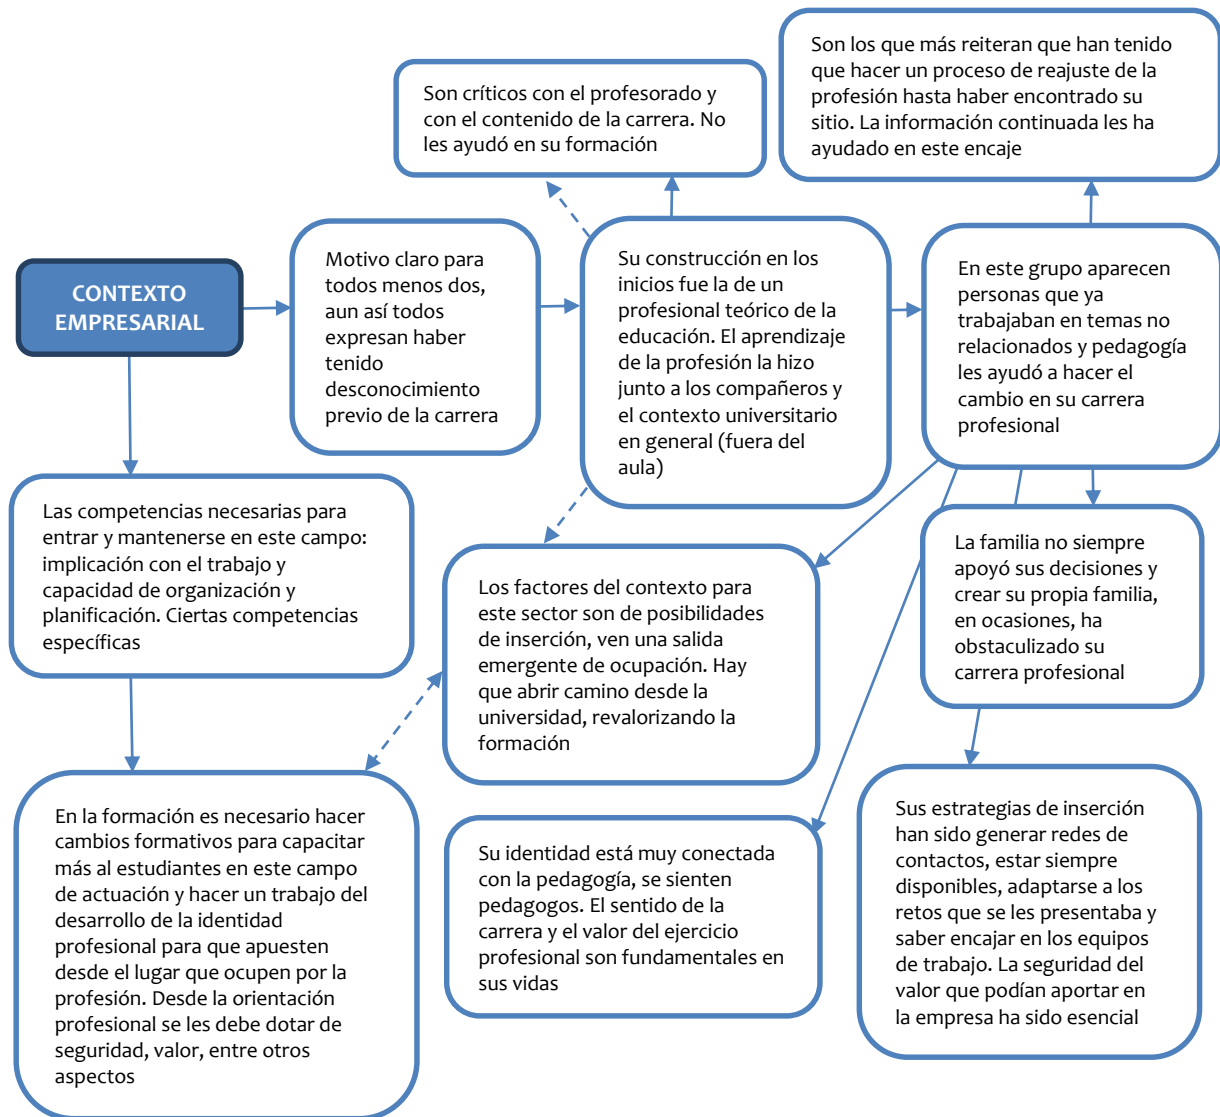 Son críticos con el profesorado y
con el contenido de la carrera. No
les ayudó en su formación
Son los que más reiteran que han tenido
que hacer un proceso de reajuste de la
profesión hasta haber encontrado su
sitio. La información continuada les ha
ayudado en este encaje
CONTEXTO
EMPRESARIAL
Motivo claro para
todos menos dos,
aun así todos
expresan haber
tenido
desconocimiento
previo de la carrera
Su construcción en los
inicios fue la de un
profesional teórico de la
educación. El aprendizaje
de la profesión la hizo
junto a los compañeros y
el contexto universitario
en general (fuera del
aula)
En este grupo aparecen
personas que ya
trabajaban en temas no
relacionados y pedagogía
les ayudó a hacer el
cambio en su carrera
profesional
Las competencias necesarias para
entrar y mantenerse en este campo:
implicación con el trabajo y
capacidad de organización y
planificación. Ciertas competencias
específicas
Los factores del contexto para
este sector son de posibilidades
de inserción, ven una salida
emergente de ocupación. Hay
que abrir camino desde la
universidad, revalorizando la
formación
La familia no siempre
apoyó sus decisiones y
crear su propia familia,
en ocasiones, ha
obstaculizado su
carrera profesional
En la formación es necesario hacer
cambios formativos para capacitar
más al estudiantes en este campo
de actuación y hacer un trabajo del
desarrollo de la identidad
profesional para que apuesten
desde el lugar que ocupen por la
profesión. Desde la orientación
profesional se les debe dotar de
seguridad, valor, entre otros
aspectos
Su identidad está muy conectada
con la pedagogía, se sienten
pedagogos. El sentido de la
carrera y el valor del ejercicio
profesional son fundamentales en
sus vidas
Sus estrategias de inserción
han sido generar redes de
contactos, estar siempre
disponibles, adaptarse a los
retos que se les presentaba y
saber encajar en los equipos
de trabajo. La seguridad del
valor que podían aportar en
la empresa ha sido esencial